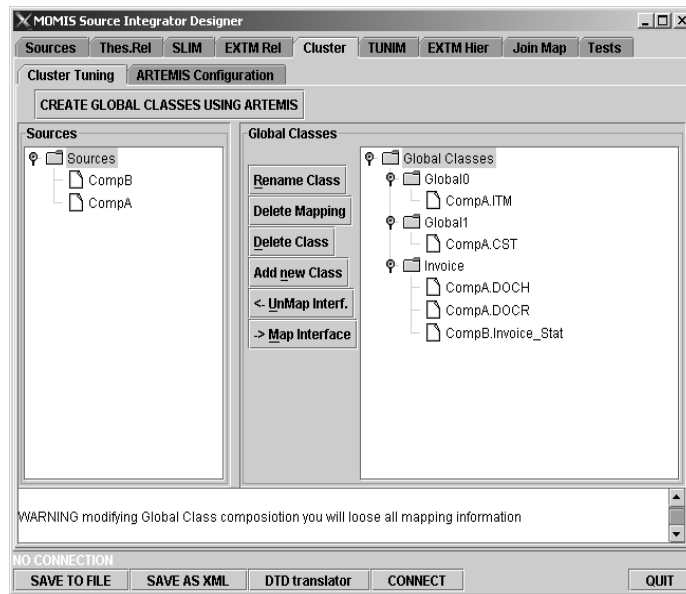 MOMIS Source Integrator Designer
Sources Thes.Rel SLIM EXTM Rel Cluster TUNIM EXTM Hier Join Map Tests
Cluster Tuning ARTEMIS Configuration
CREATE GLOBAL CLASSES USING ARTEMIS
Sources
Sources
CompB
CompA
Global Classes
Rename Class
Delete Mapping
Delete Class
Add new Class
<- UnMap Interf.
-> Map Interface
Global Classes
Global0
CompA.ITM
Global1
CompA.CST
Invoice
CompA.DOCH
CompA.DOCR
CompB.Invoice_Stat
WARNING modifying Global Class composiotion you will loose all mapping information
NO CONNECTION
SAVE TO FILE SAVE AS XML DTD translator CONNECT QUIT